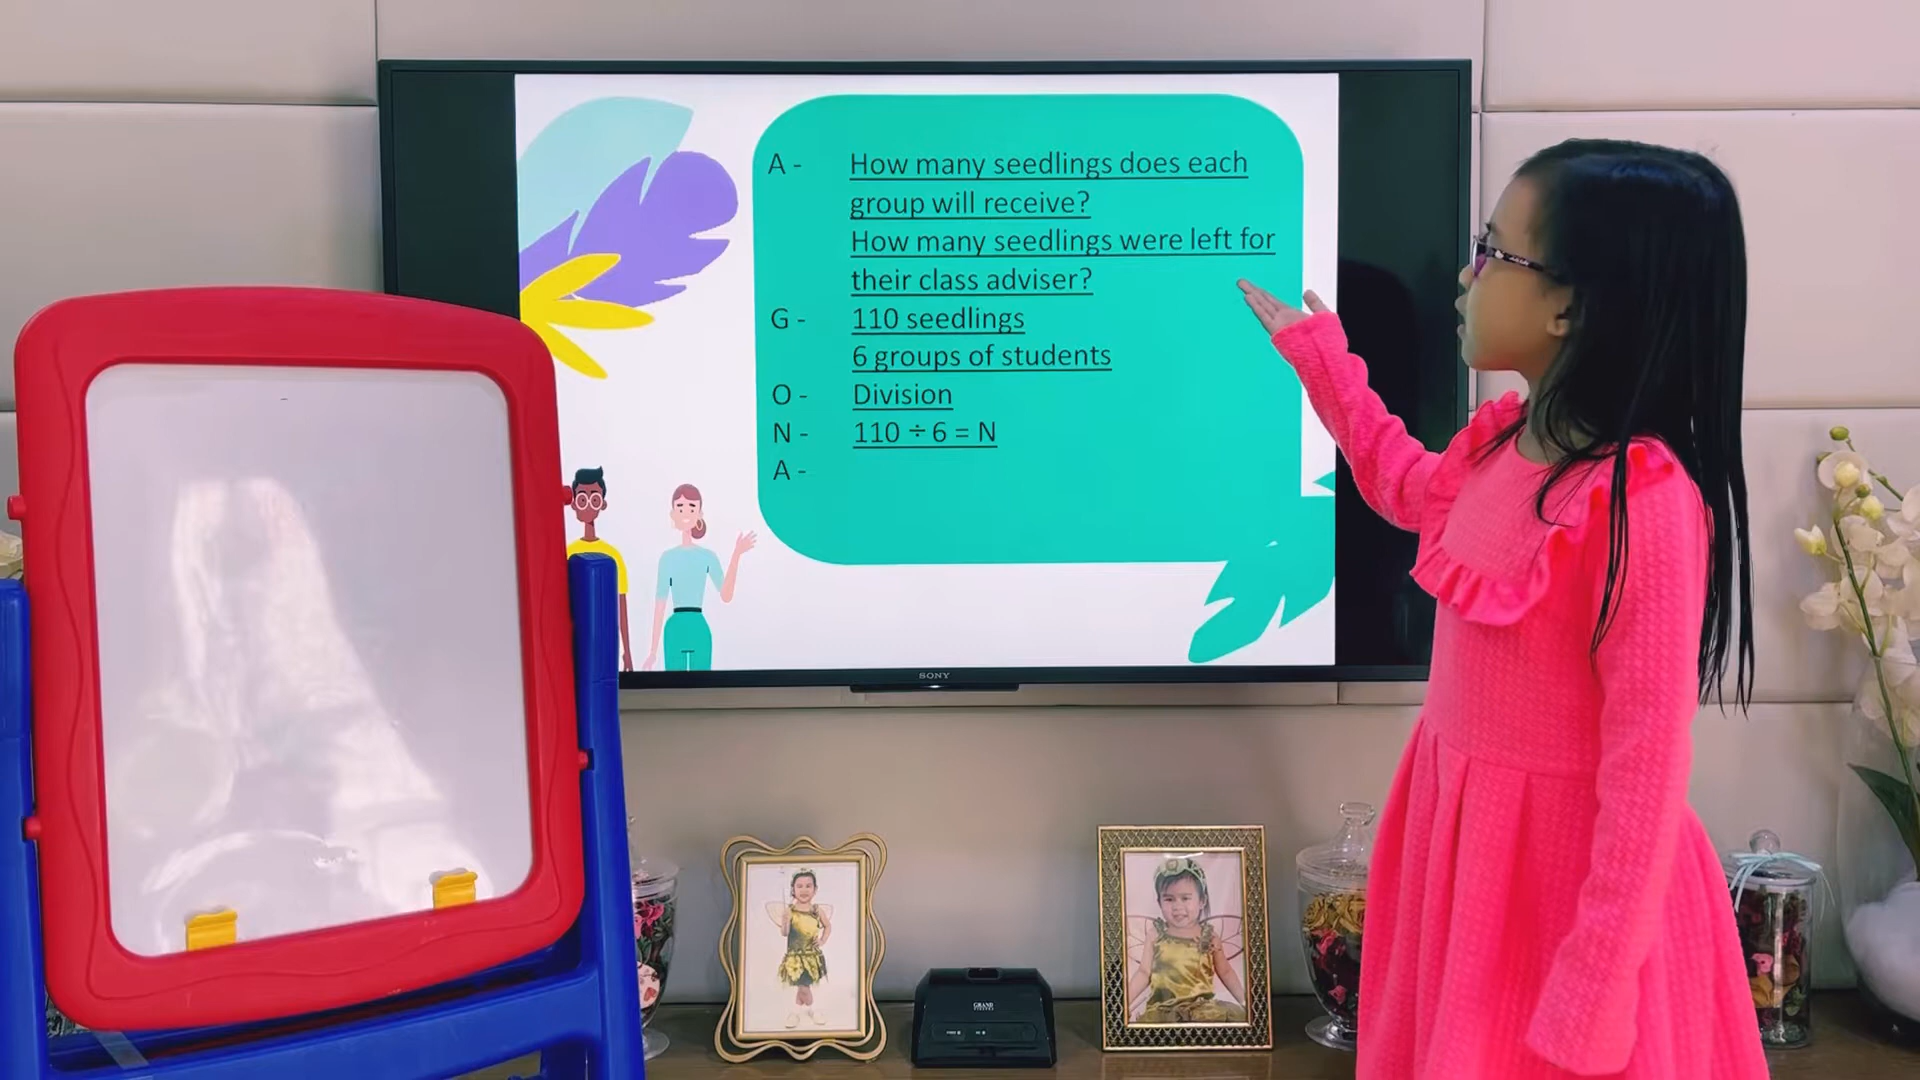 A - How many seedlings does each
group will receive?
How many seedlings were left for
their class adviser?
G - 110 seedlings
6 groups of students
O - Division
N - 110 ÷ 6 = N
A -
SONY
GRAND